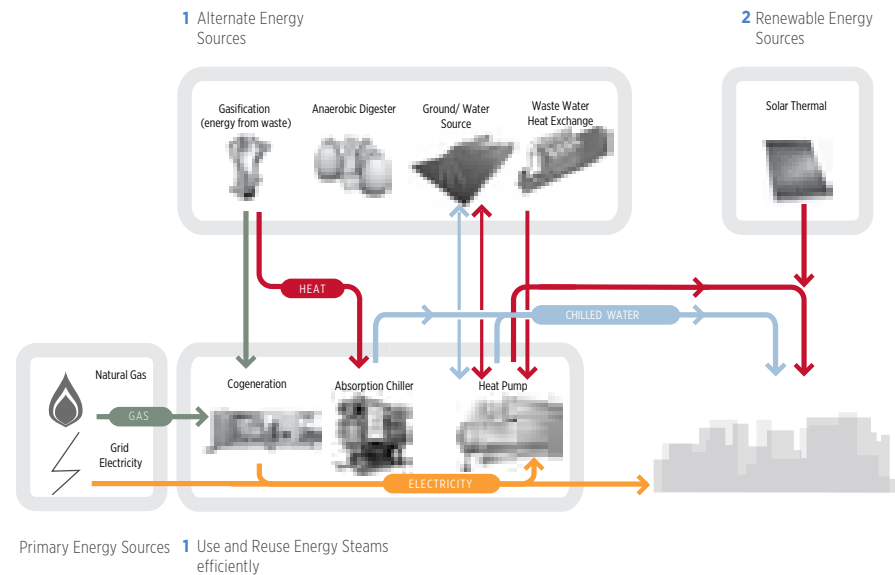 1 Alternate Energy
Sources
2 Renewable Energy
Sources
Gasification
(energy from waste)
Anaerobic Digester
Ground/ Water
Source
Waste Water
Heat Exchange
Solar Thermal
HEAT
CHILLED WATER
Natural Gas
GAS
Grid
Electricity
Cogeneration
Absorption Chiller
Heat Pump
ELECTRICITY
Primary Energy Sources
1 Use and Reuse Energy Steams
efficiently